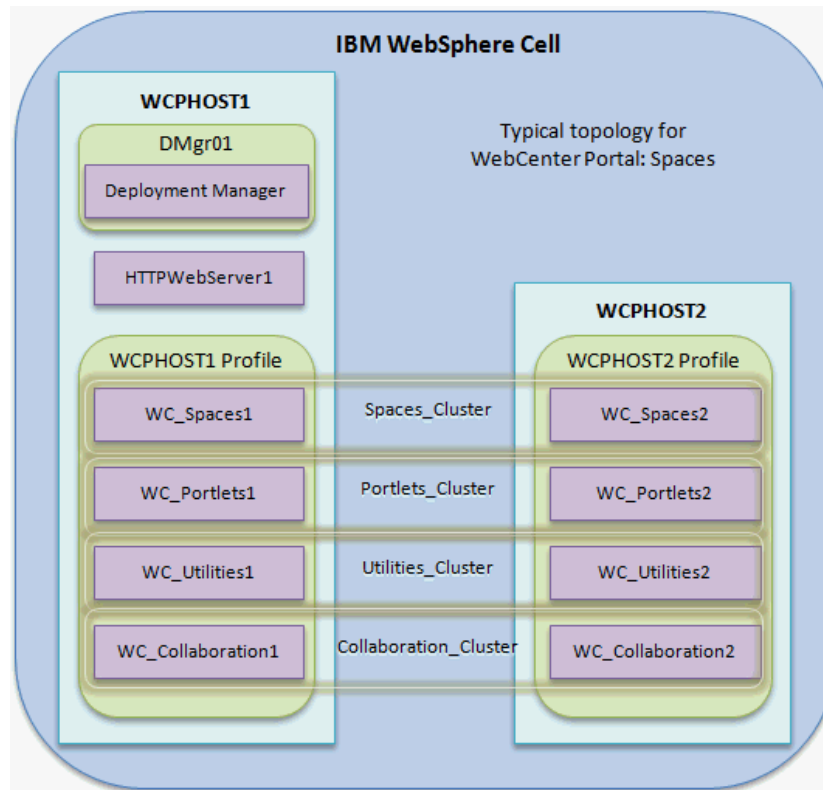 IBM WebSphere Cell
WCPHOST1
DMgr01
Deployment Manager
Typical topology for
WebCenter Portal: Spaces
HTTPWebServer1
WCPHOST2
WCPHOST1 Profile
WCPHOST2 Profile
WC_Spaces1
Spaces_Cluster
WC_Spaces2
WC_Portlets1
Portlets_Cluster
WC_Portlets2
WC_Utilities1
Utilities_Cluster
WC_Utilities2
WC_Collaboration1
Collaboration_Cluster
WC_Collaboration2